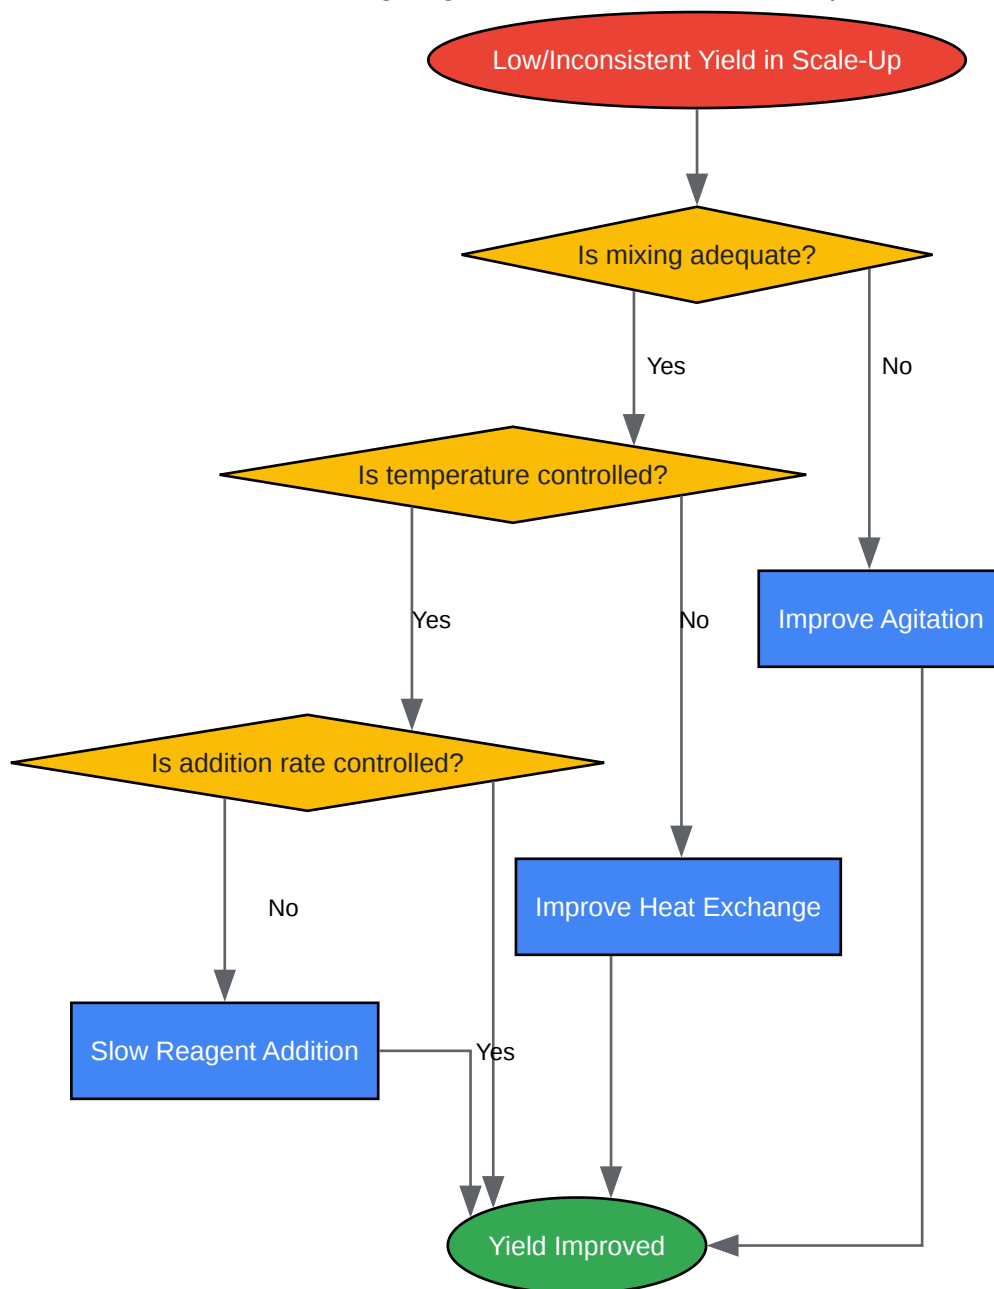 Low/Inconsistent Yield in Scale-Up
Is mixing adequate?
Yes
No
Is temperature controlled?
Yes
No
Improve Agitation
Is addition rate controlled?
No
Improve Heat Exchange
Slow Reagent Addition
Yes
Yield Improved